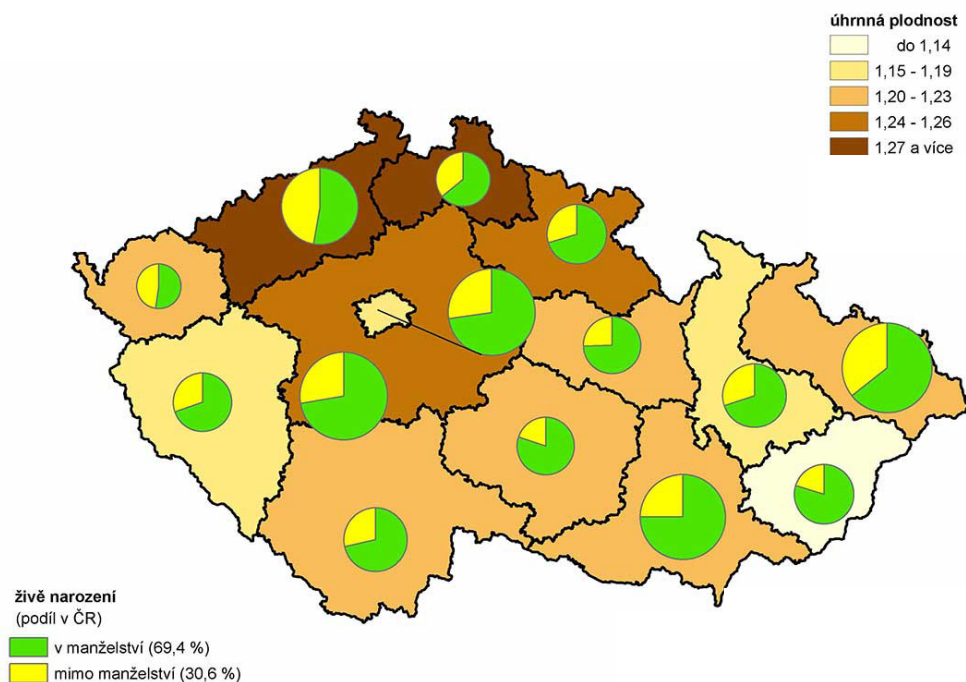 úhrnná plodnost
do 1,14
1,15 - 1,19
1,20 - 1,23
1,24 - 1,26
1,27 a více
živě narození
(podíl v ČR)
v manželství (69,4 %)
mimo manželství (30,6 %)